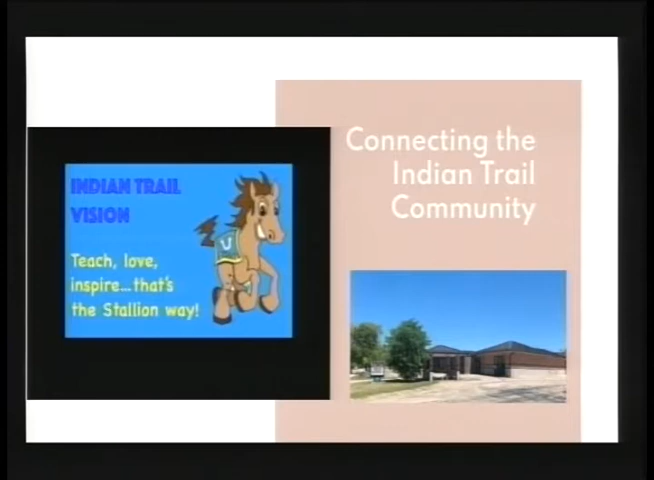 INDIAN TRAIL
VISION
Teach, love,
inspire...that's
the Stallion way!
Connecting the
Indian Trail
Community